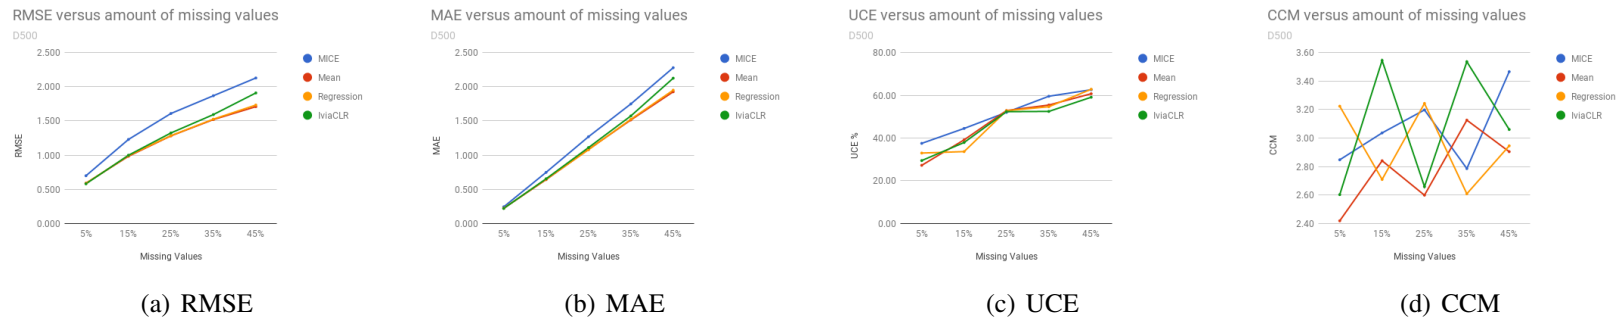 RMSE versus amount of missing values
D500
2.500
2.000
1.500
1.000
0.500
0.000
RMSE
5% 15% 25% 35% 45%
Missing Values
MICE
Mean
Regression
IviaCLR
(a) RMSE
MAE versus amount of missing values
D500
2.500
2.000
1.500
1.000
0.500
0.000
MAE
5% 15% 25% 35% 45%
Missing Values
MICE
Mean
Regression
IviaCLR
(b) MAE
UCE versus amount of missing values
D500
80.00
60.00
40.00
20.00
0.00
UCE %
5% 15% 25% 35% 45%
Missing Values
MICE
Mean
Regression
IviaCLR
(c) UCE
CCM versus amount of missing values
D500
3.60
3.40
3.20
3.00
2.80
2.60
2.40
CCM
5% 15% 25% 35% 45%
Missing Values
MICE
Mean
Regression
IviaCLR
(d) CCM